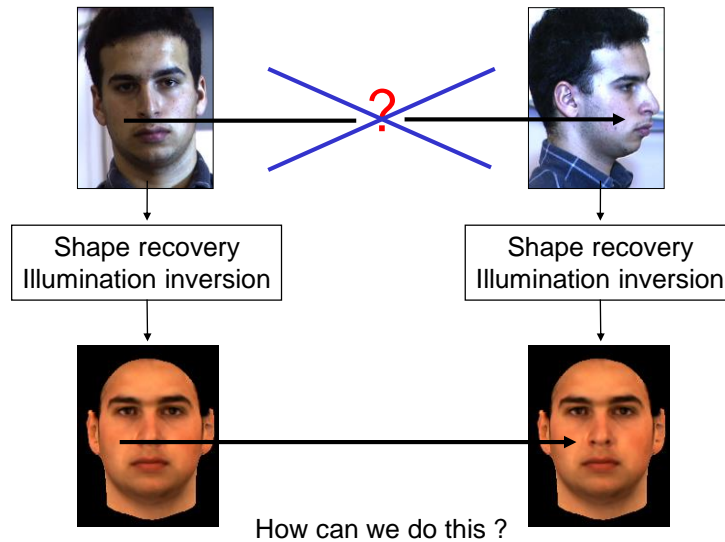 ?
Shape recovery
Illumination inversion
Shape recovery
Illumination inversion
How can we do this ?